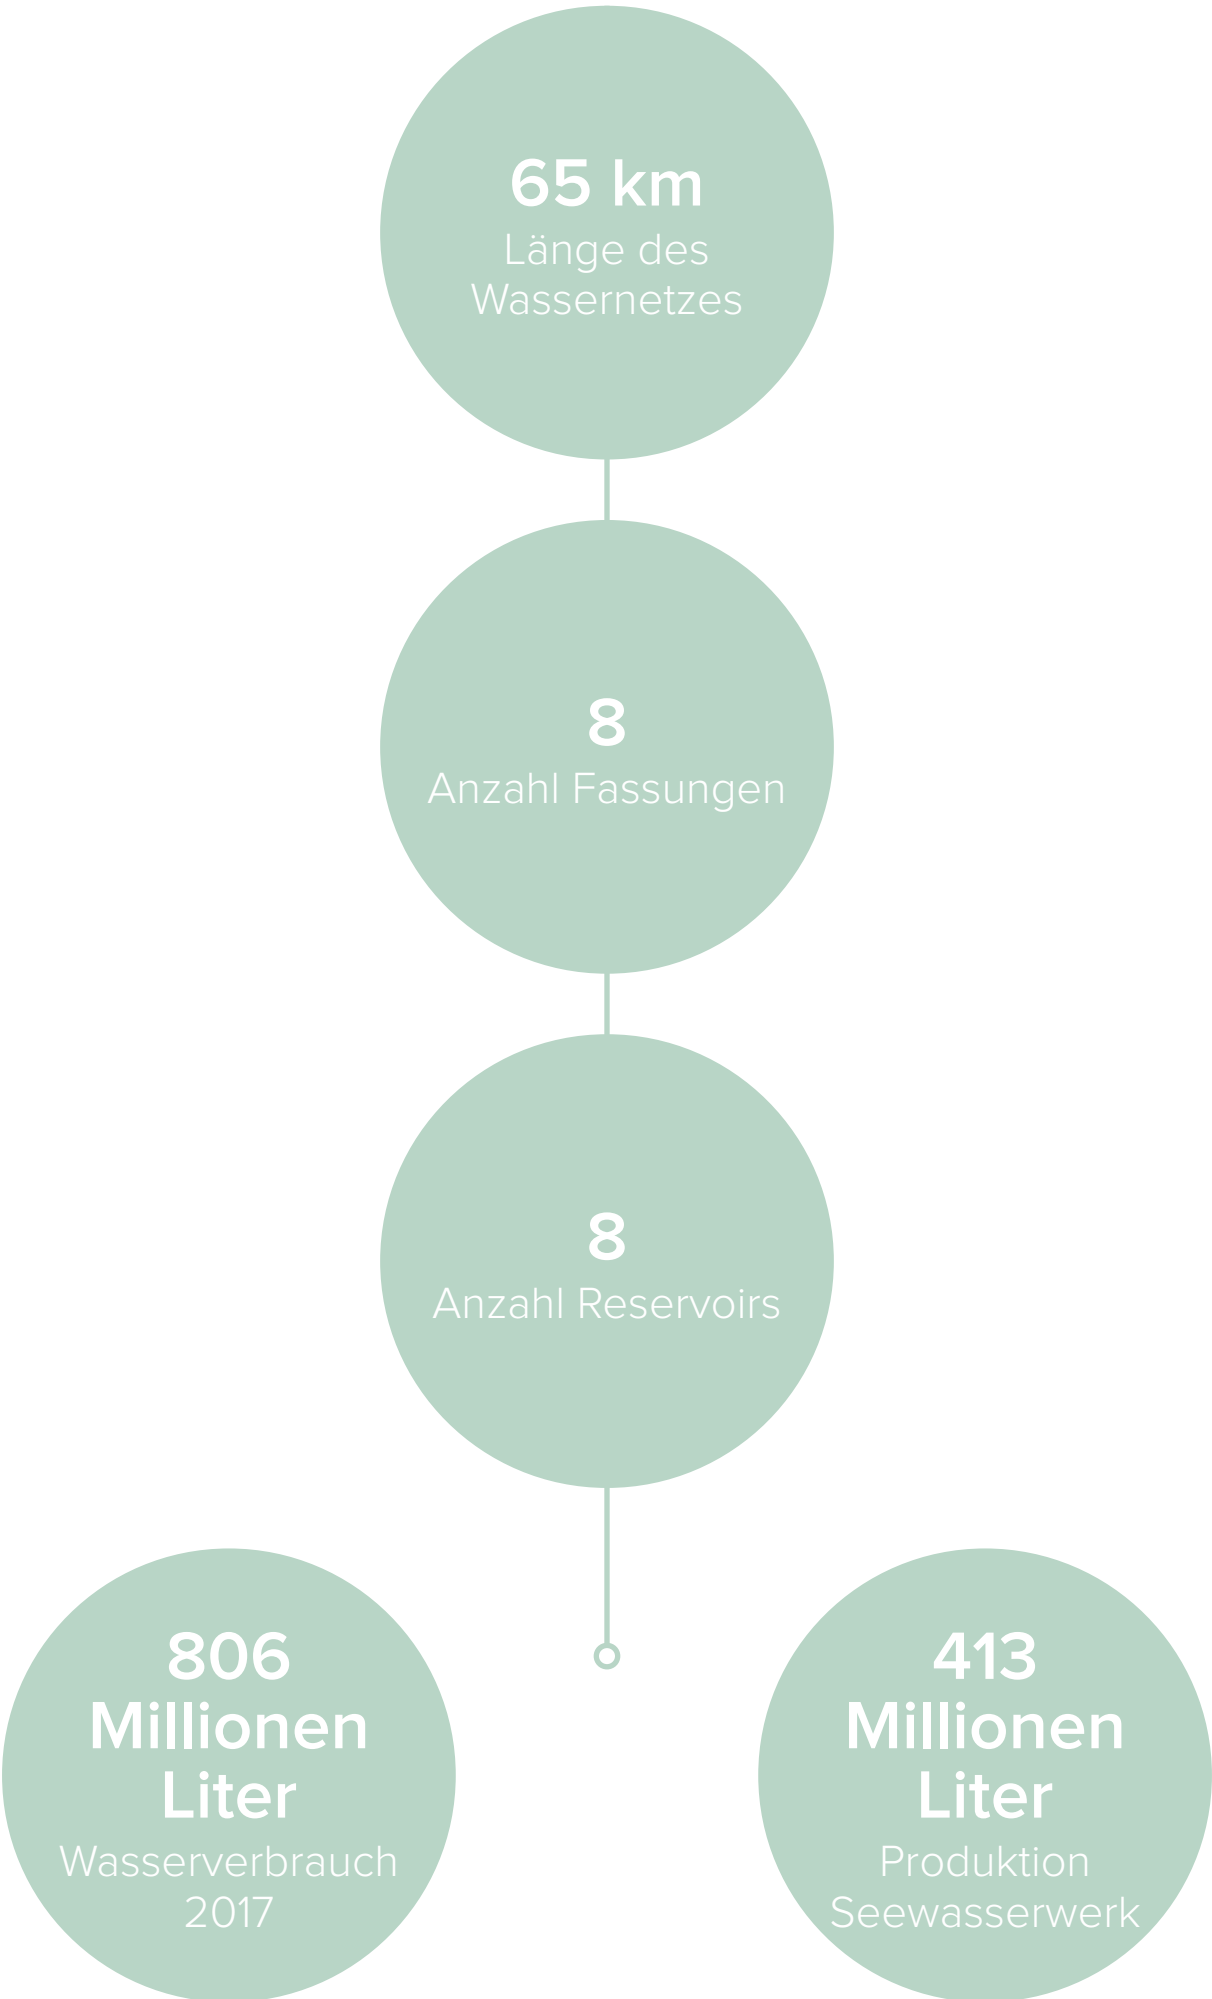 65 km
Länge des
Wassernetzes
8
Anzahl Fassungen
8
Anzahl Reservoirs
806
Millionen
Liter
Wasserverbrauch
2017
413
Millionen
Liter
Produktion
Seewasserwerk